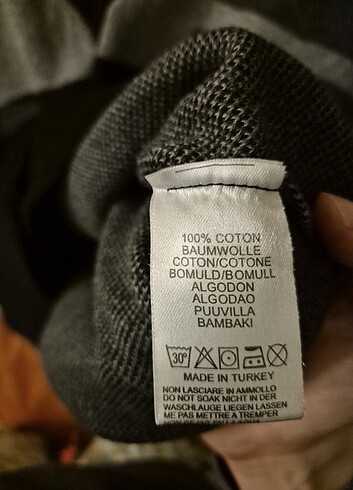 100% COTON
BAUMWOLLE
COTON/COTONE
BOMULD/BOMULL
ALGODON
ALGODAO
PUUVILLA
BAMBAKI
30°
MADE IN TURKEY
NON LASCIARE IN AMMOLLO
DO NOT SOAK NICHT IN DER
WASCHLAUGE LIEGEN LASSEN
ME PAS METTRE A TREMPER